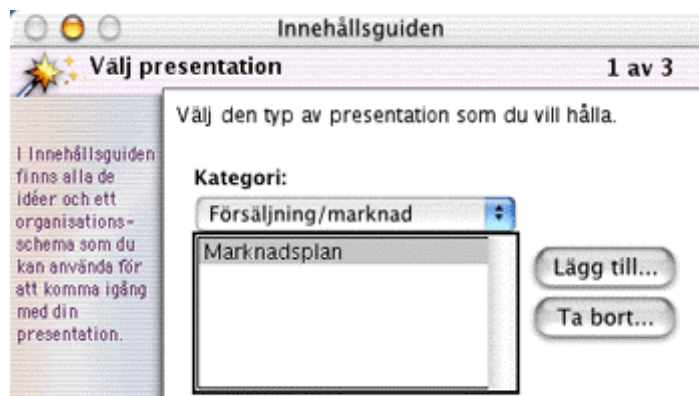 Innehållsguiden
Välj presentation
1 av 3
I Innehållsguiden
finns alla de
idéer och ett
organisations-
schema som du
kan använda för
att komma igång
med din
presentation.
Välj den typ av presentation som du vill hålla.
Kategori:
Försäljning/marknad
Marknadsplan
Lägg till...
Ta bort...